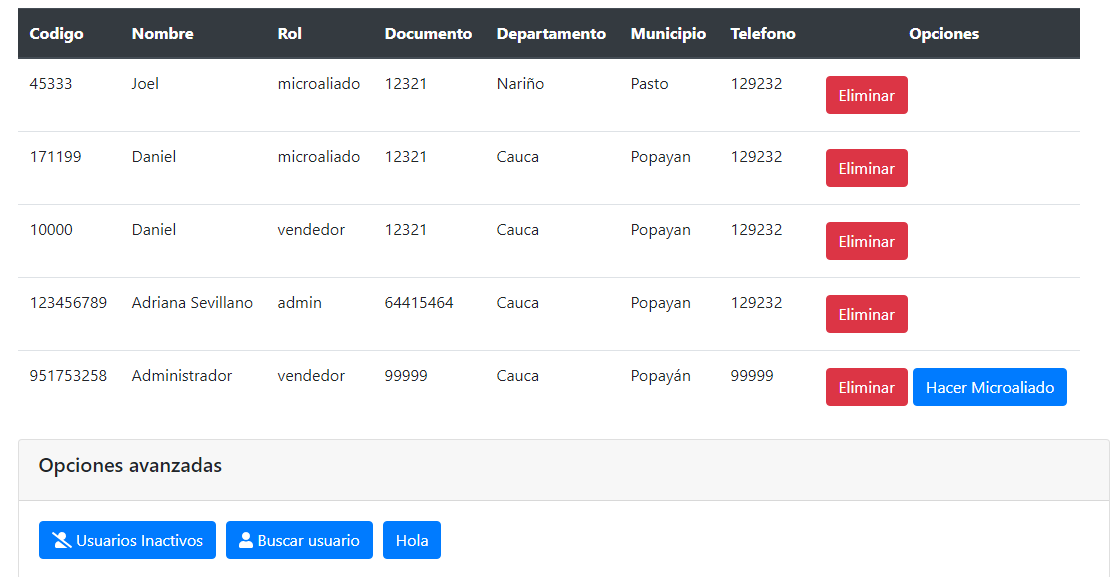 Codigo Nombre Rol Documento Departamento Municipio Telefono Opciones
45333 Joel microaliado 12321 Nariño Pasto 129232 Eliminar
171199 Daniel microaliado 12321 Cauca Popayan 129232 Eliminar
10000 Daniel vendedor 12321 Cauca Popayan 129232 Eliminar
123456789 Adriana Sevillano admin 64415464 Cauca Popayan 129232 Eliminar
951753258 Administrador vendedor 99999 Cauca Popayán 99999 Eliminar Hacer Microaliado
Opciones avanzadas
Usuarios Inactivos Buscar usuario Hola